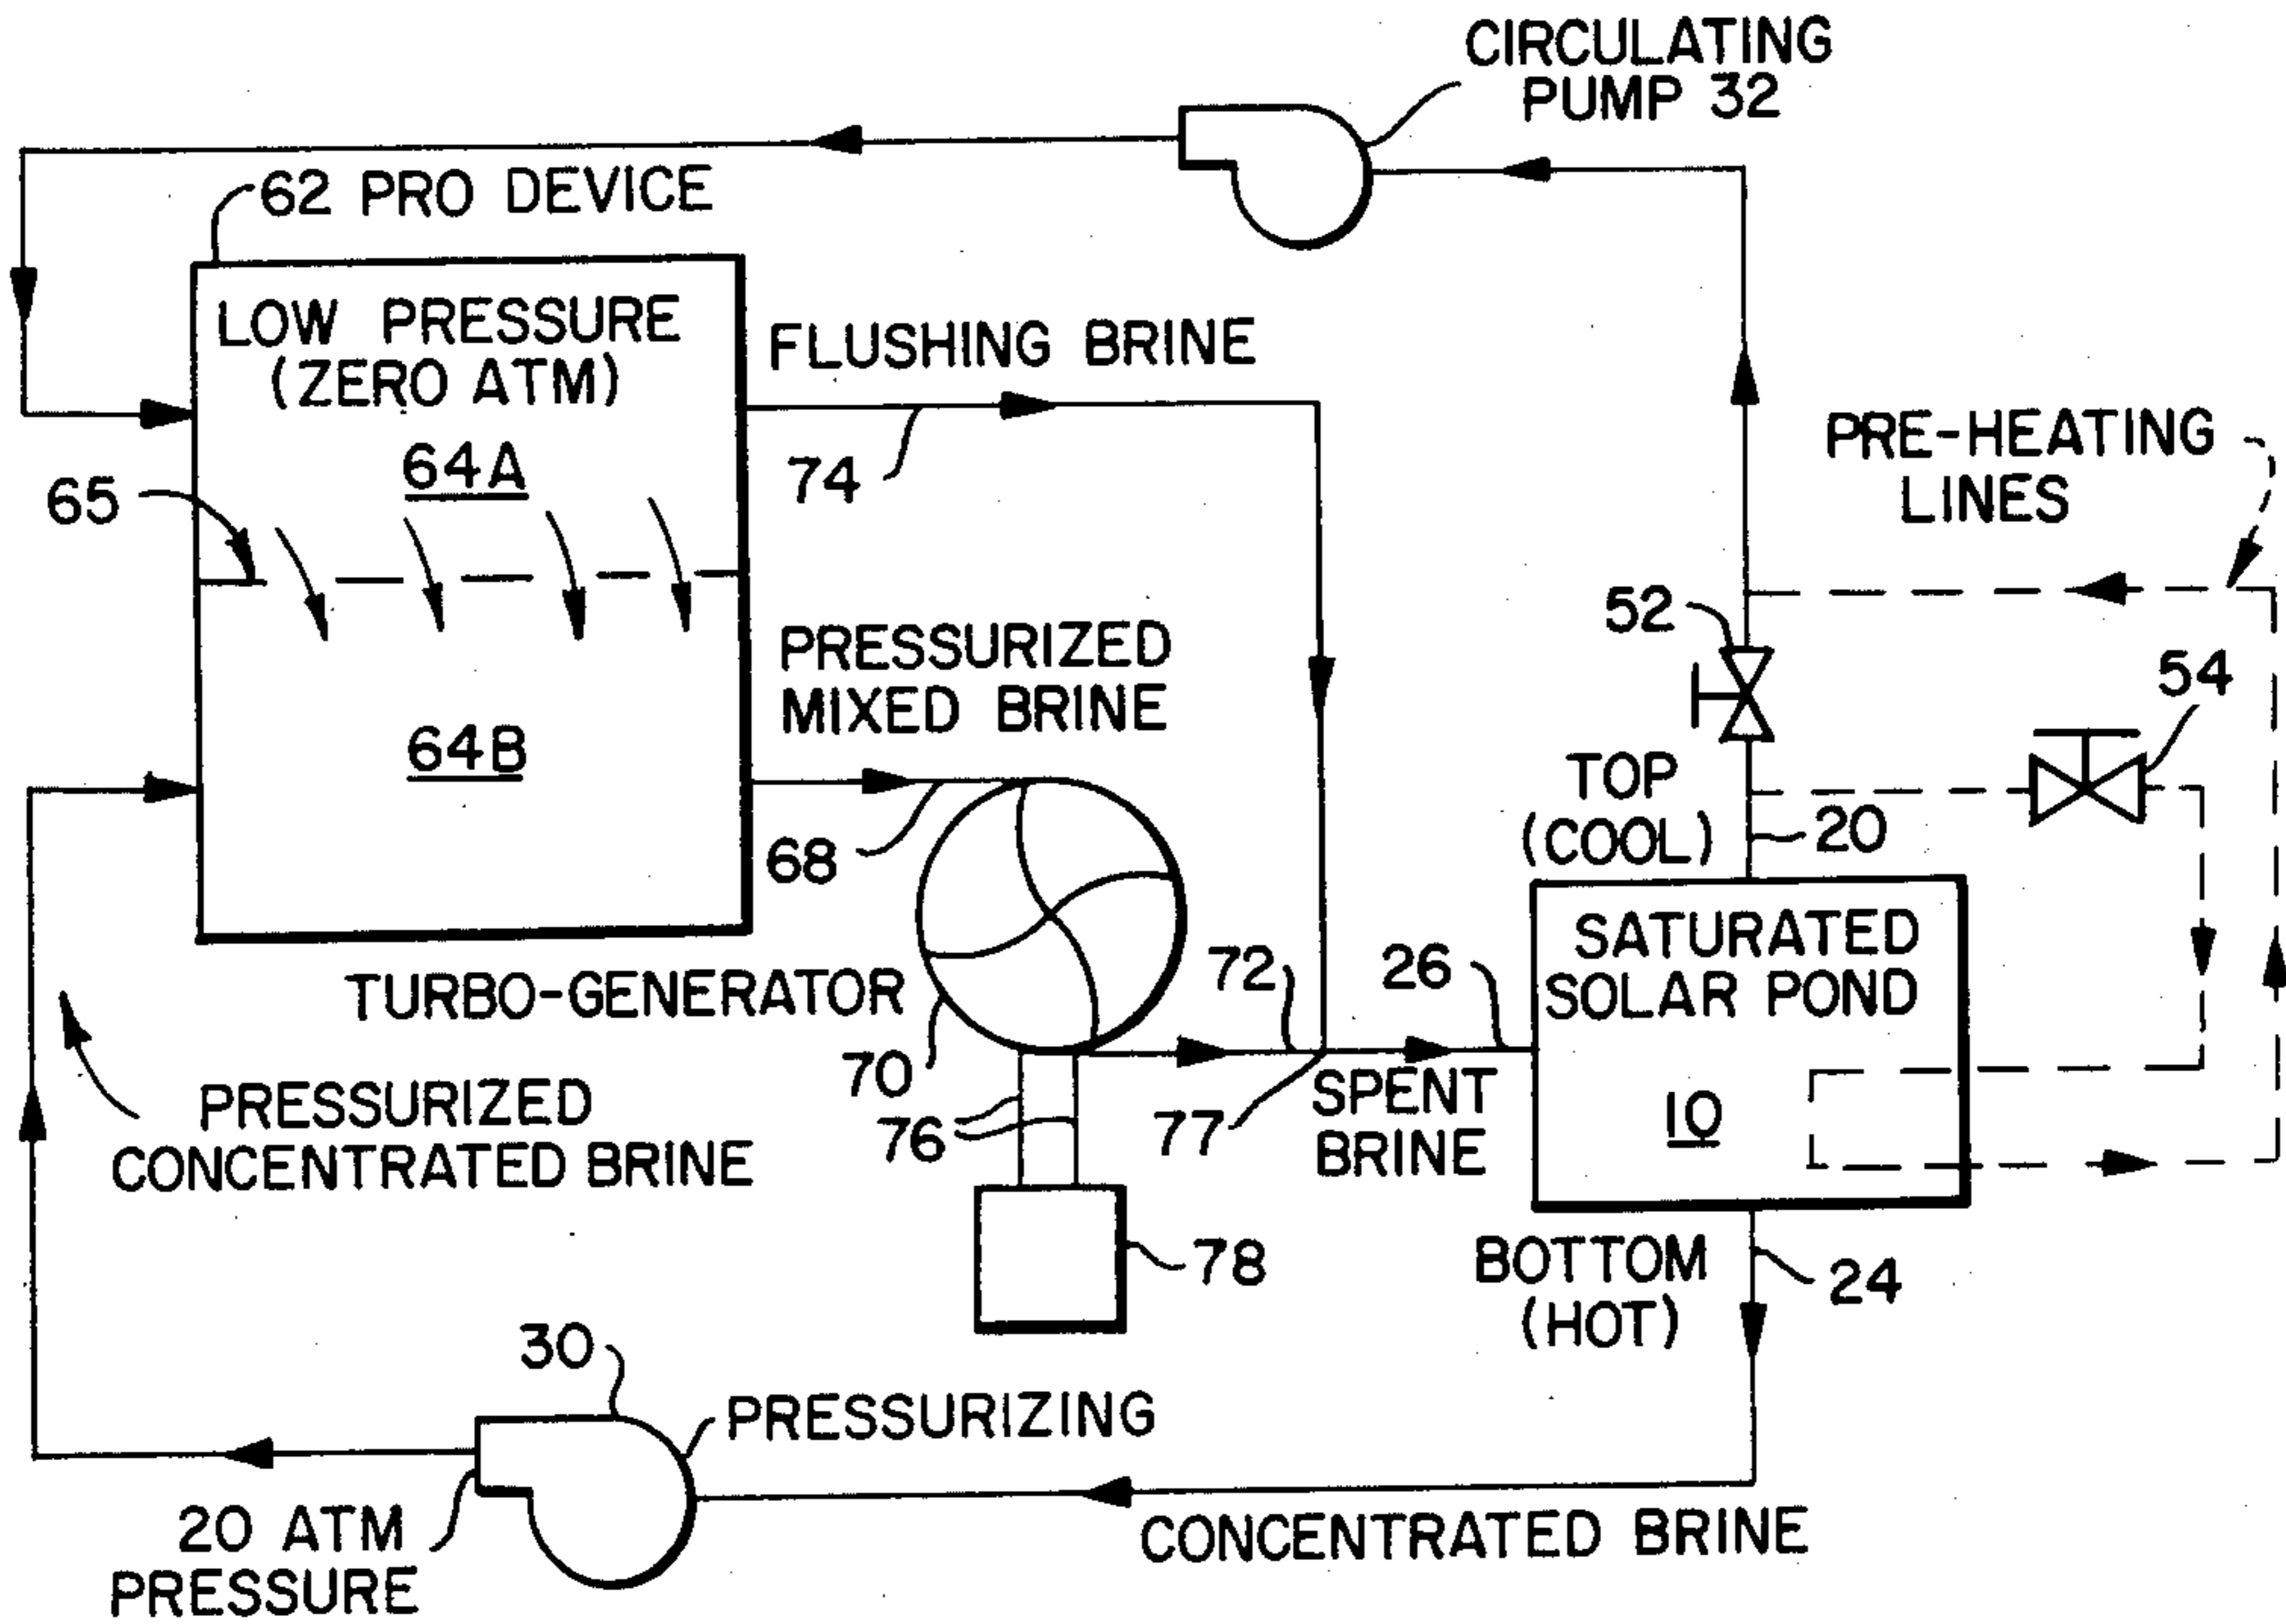 CIRCULATING
PUMP 32
62 PRO DEVICE
LOW PRESSURE
(ZERO ATM)
FLUSHING BRINE
64A
65
74
PRE-HEATING
LINES
52
54
PRESSURIZED
MIXED BRINE
64B
TOP
(COOL)
20
68
SATURATED
SOLAR POND
10
TURBO-GENERATOR
70
72
26
76
77
SPENT
BRINE
PRESSURIZED
CONCENTRATED BRINE
78
BOTTOM
(HOT)
24
30
PRESSURIZING
20 ATM
PRESSURE
CONCENTRATED BRINE